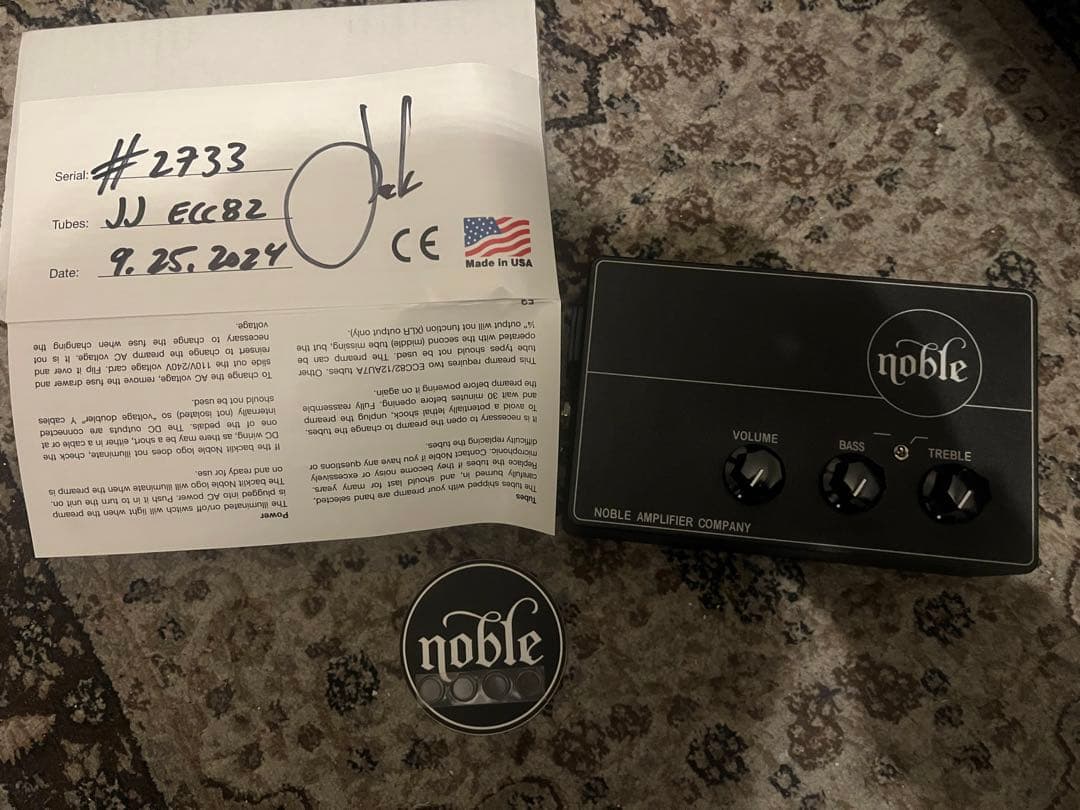 Serial: #2733
Tubes: JJ ECC82
Date: 9.25.2024
CE
Made in USA
Power
The illuminated on/off switch will light when the preamp
is plugged into AC power. Push it in to turn the unit on.
The backlit Noble logo will illuminate when the preamp is
on and ready for use.
If the backlit Noble logo does not illuminate, check the
DC wiring, as there may be a short, either in a cable or at
one of the pedals. The DC outputs are connected
internally (not isolated) so "voltage doubler" Y cables
should not be used.
To change the AC voltage, remove the fuse drawer and
slide out the 110V/240V voltage card. Flip it over and
reinsert to change the preamp AC voltage. It is not
necessary to change the fuse when changing the
voltage.
Tubes
The tubes shipped with your preamp are hand selected,
carefully burned in, and should last for many years.
Replace the tubes if they become noisy or excessively
microphonic. Contact Noble if you have any questions or
difficulty replacing the tubes.
It is necessary to open the preamp to change the tubes.
To avoid a potentially lethal shock, unplug the preamp
and wait 30 minutes before opening. Fully reassemble
the preamp before powering it on again.
This preamp requires two ECC82/12AU7A tubes. Other
tube types should not be used. The preamp can be
operated with the second (middle) tube missing, but the
¼" output will not function (XLR output only).
noble
VOLUME
BASS
TREBLE
NOBLE AMPLIFIER COMPANY
noble